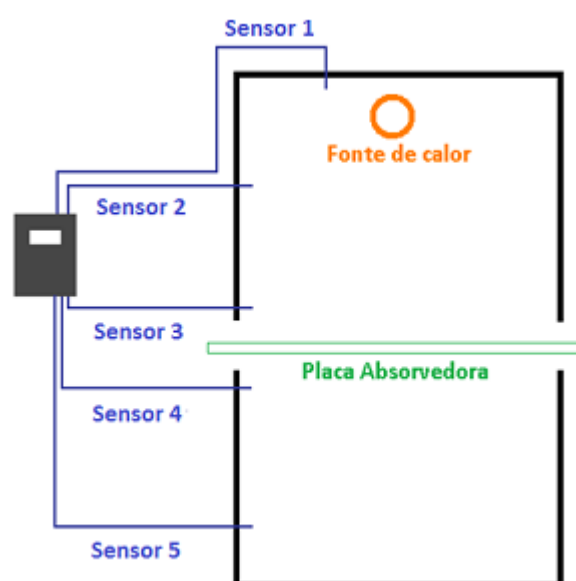 Sensor 1
Fonte de calor
Sensor 2
Sensor 3
Placa Absorvedora
Sensor 4
Sensor 5